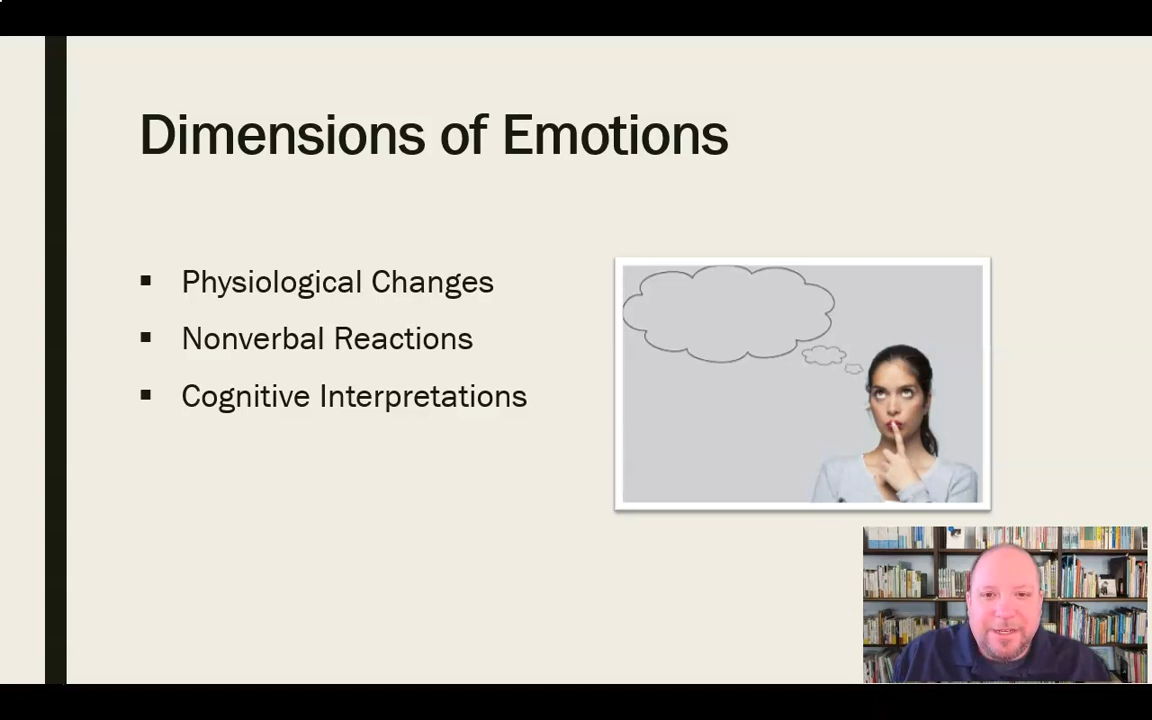 Dimensions of Emotions
▪ Physiological Changes
▪ Nonverbal Reactions
▪ Cognitive Interpretations